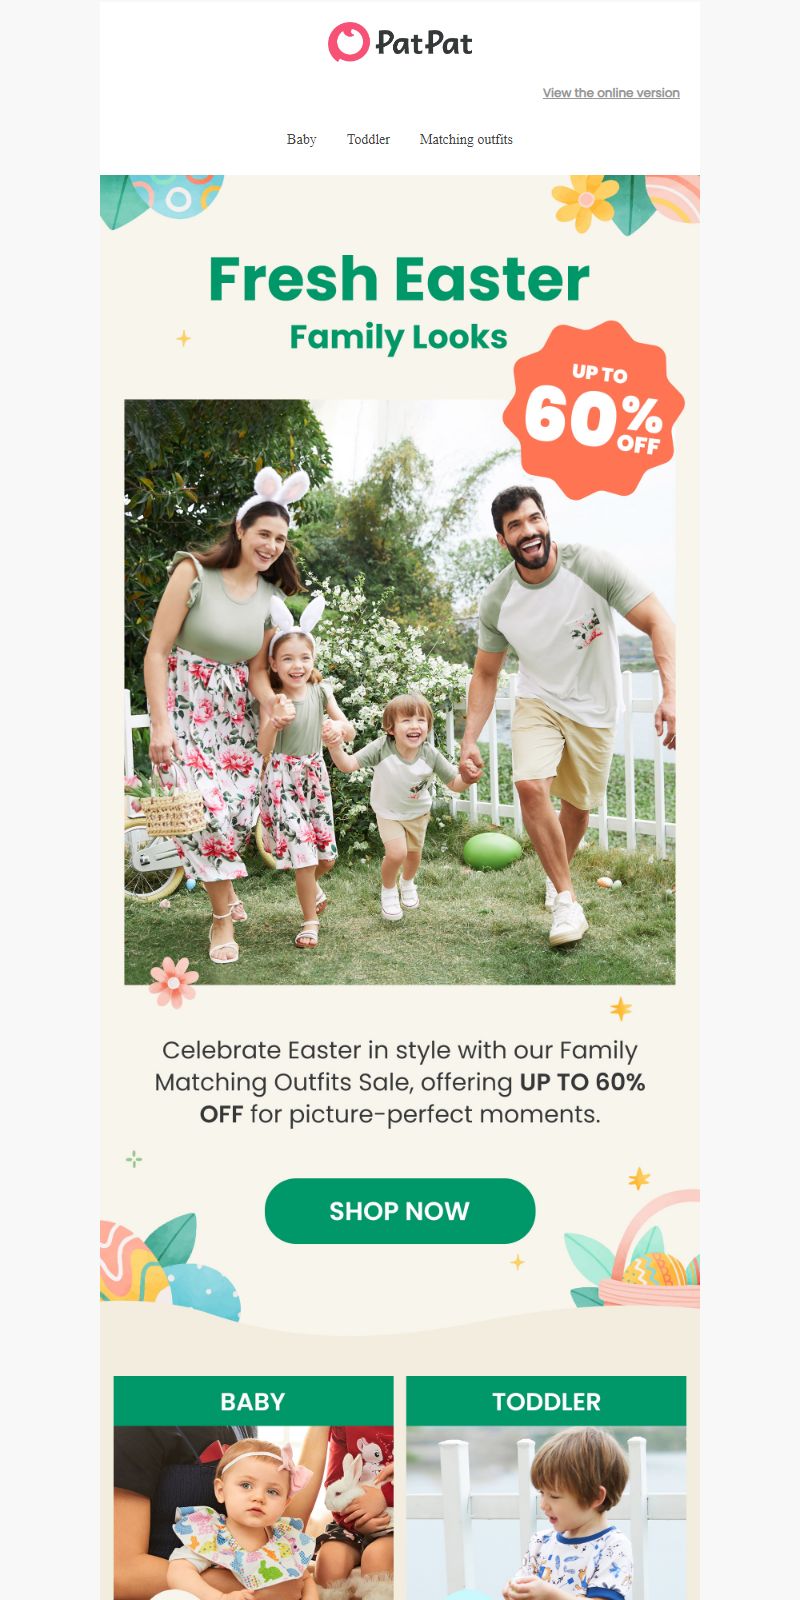 PatPat
View the online version
Baby Toddler Matching outfits
Fresh Easter
Family Looks
UP TO
60%
OFF
Celebrate Easter in style with our Family
Matching Outfits Sale, offering UP TO 60%
OFF for picture-perfect moments.
SHOP NOW
BABY
TODDLER